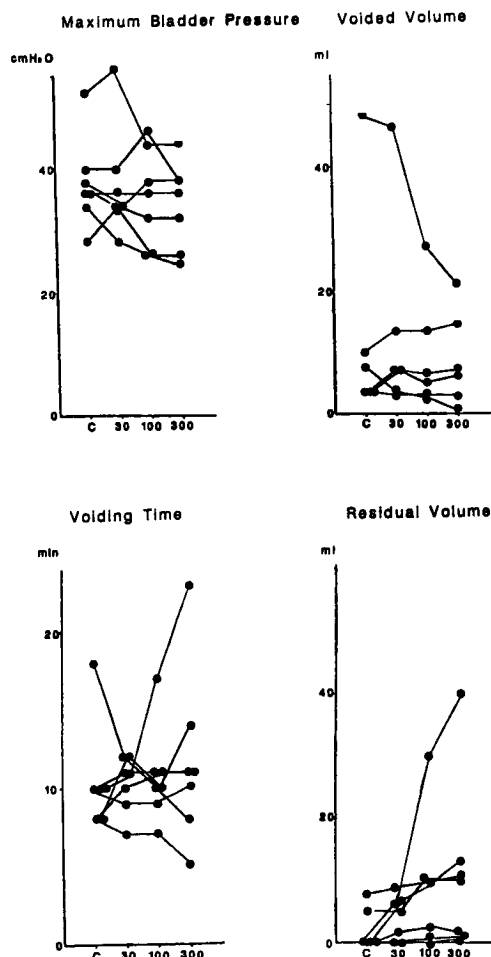 Maximum Bladder Pressure
cmH₂O
40
20
0
C 30 100 300
Voided Volume
ml
40
20
0
C 30 100 300
Voiding Time
min
20
10
0
C 30 100 300
Residual Volume
ml
40
20
0
C 30 100 300